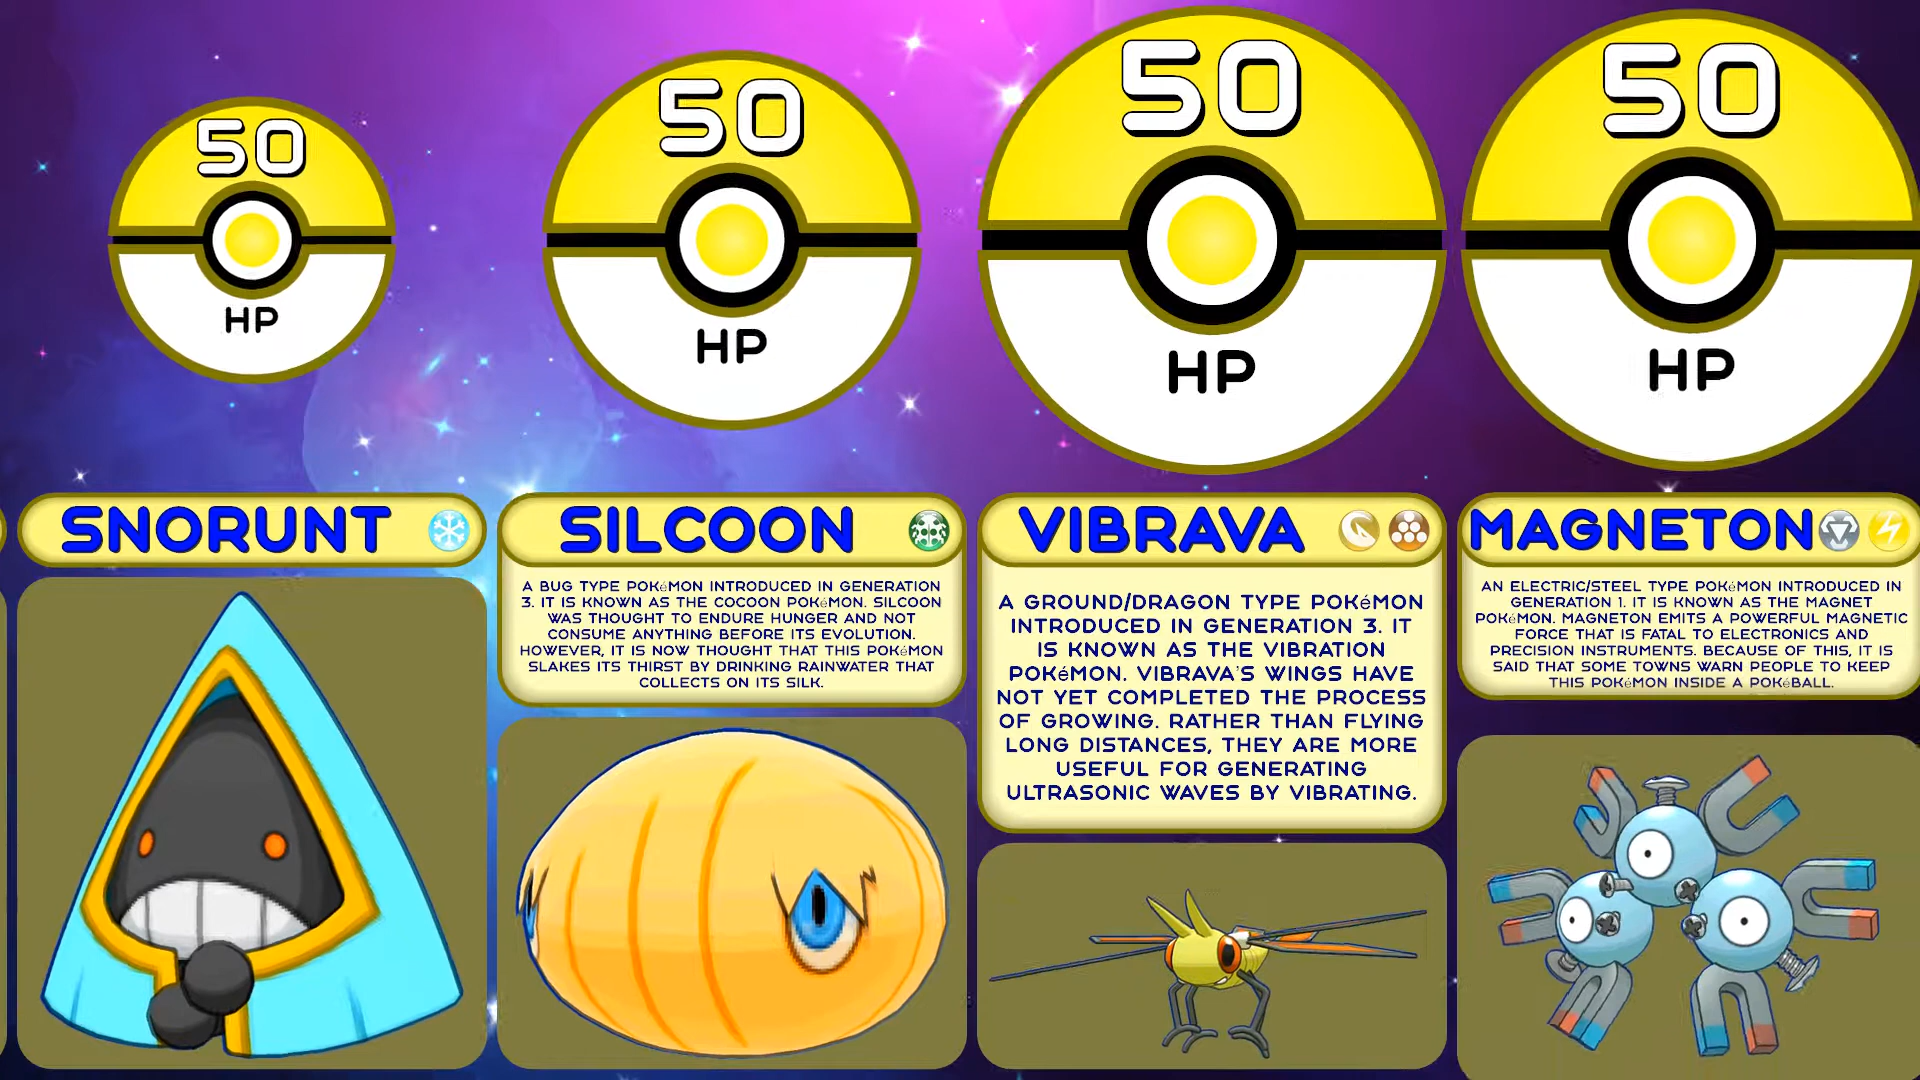 50
HP
50
HP
50
HP
50
HP
SNORUNT
SILCOON
A BUG TYPE POKéMON INTRODUCED IN GENERATION
3. IT IS KNOWN AS THE COCOON POKéMON. SILCOON
WAS THOUGHT TO ENDURE HUNGER AND NOT
CONSUME ANYTHING BEFORE ITS EVOLUTION.
HOWEVER, IT IS NOW THOUGHT THAT THIS POKéMON
SLAKES ITS THIRST BY DRINKING RAINWATER THAT
COLLECTS ON ITS SILK.
VIBRAVA
A GROUND/DRAGON TYPE POKéMON
INTRODUCED IN GENERATION 3. IT
IS KNOWN AS THE VIBRATION
POKéMON. VIBRAVA'S WINGS HAVE
NOT YET COMPLETED THE PROCESS
OF GROWING. RATHER THAN FLYING
LONG DISTANCES, THEY ARE MORE
USEFUL FOR GENERATING
ULTRASONIC WAVES BY VIBRATING.
MAGNETON
AN ELECTRIC/STEEL TYPE POKéMON INTRODUCED IN
GENERATION 1. IT IS KNOWN AS THE MAGNET
POKéMON. MAGNETON EMITS A POWERFUL MAGNETIC
FORCE THAT IS FATAL TO ELECTRONICS AND
PRECISION INSTRUMENTS. BECAUSE OF THIS, IT IS
SAID THAT SOME TOWNS WARN PEOPLE TO KEEP
THIS POKéMON INSIDE A POKéBALL.